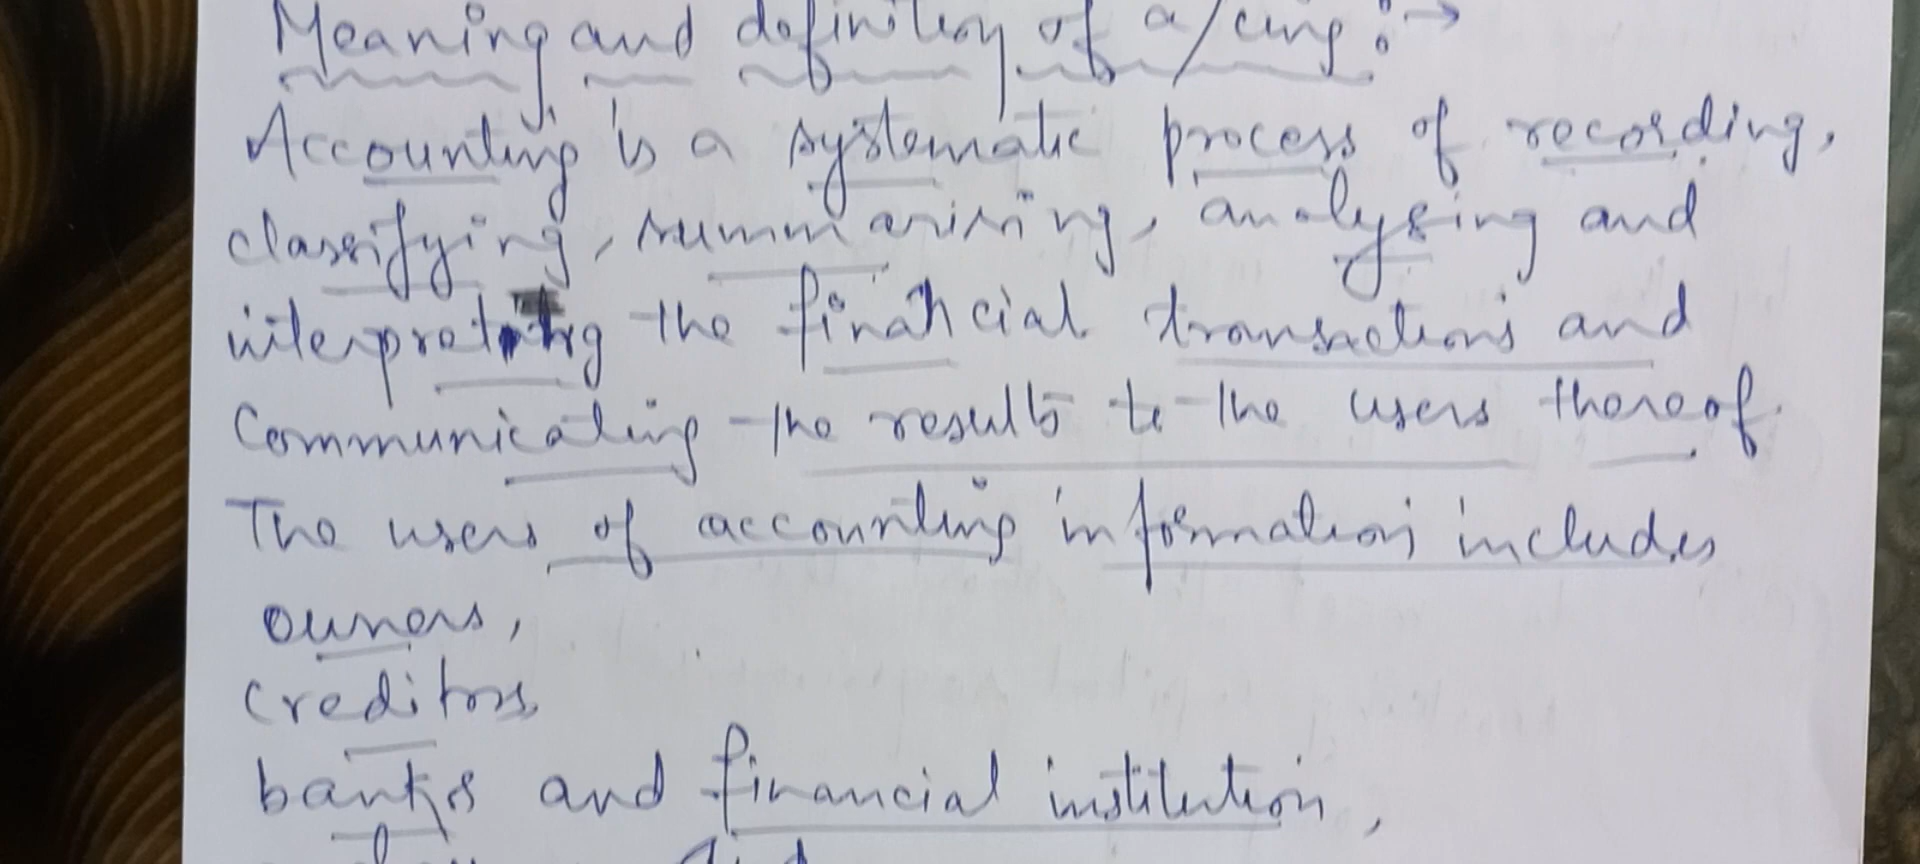 Meaning and definition of a/cing :→
Accounting is a systematic process of recording,
classifying, summarising, analysing and
interpreting the financial transactions and
Communicating the results to the users thereof.
The users of accounting information includes
owners,
creditors
banks and financial institution,